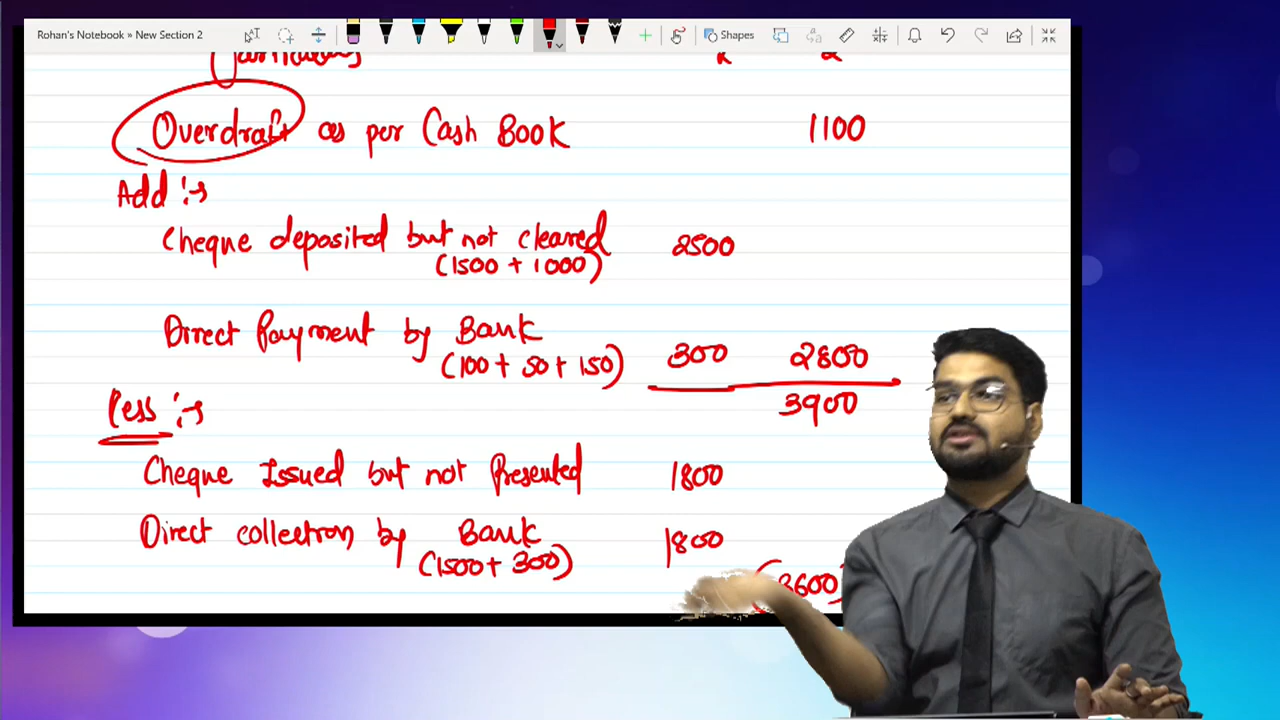 Rohan's Notebook » New Section 2
Shapes
Particulars ₹ ₹
Overdraft as per Cash Book 1100
Add :→
Cheque deposited but not cleared 2500
(1500 + 1000)
Direct Payment by Bank
(100 + 50 + 150) 300 2800
3900
Less :→
Cheque Issued but not Presented 1800
Direct collection by Bank 1800
(1500 + 300)
(3600)